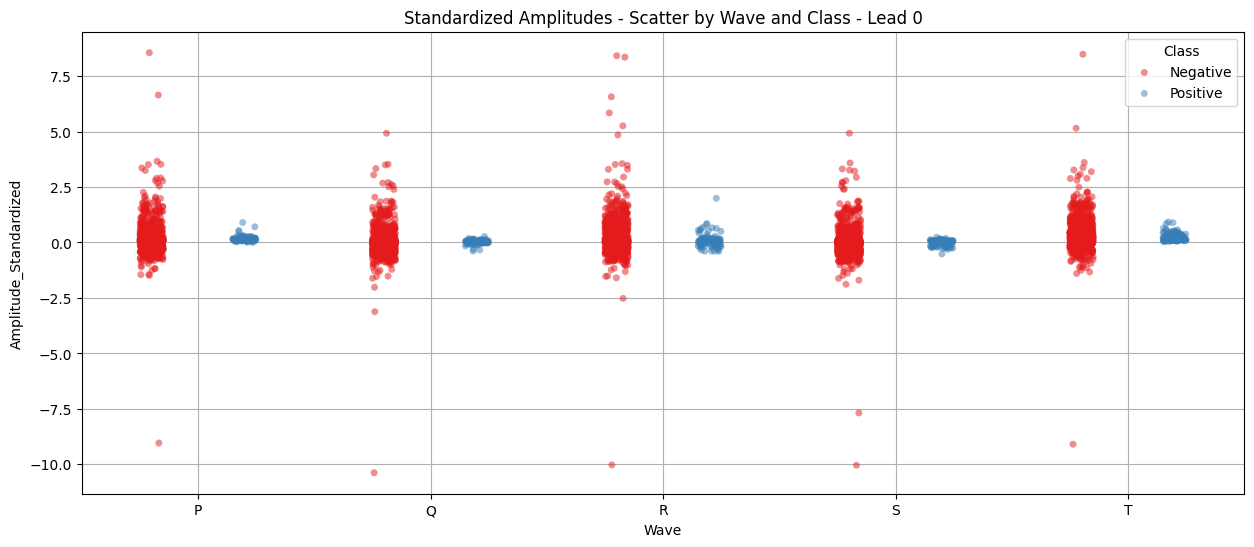 Standardized Amplitudes - Scatter by Wave and Class - Lead 0
Class
Negative
Positive
7.5
5.0
2.5
0.0
−2.5
−5.0
−7.5
−10.0
Amplitude_Standardized
P Q R S T
Wave